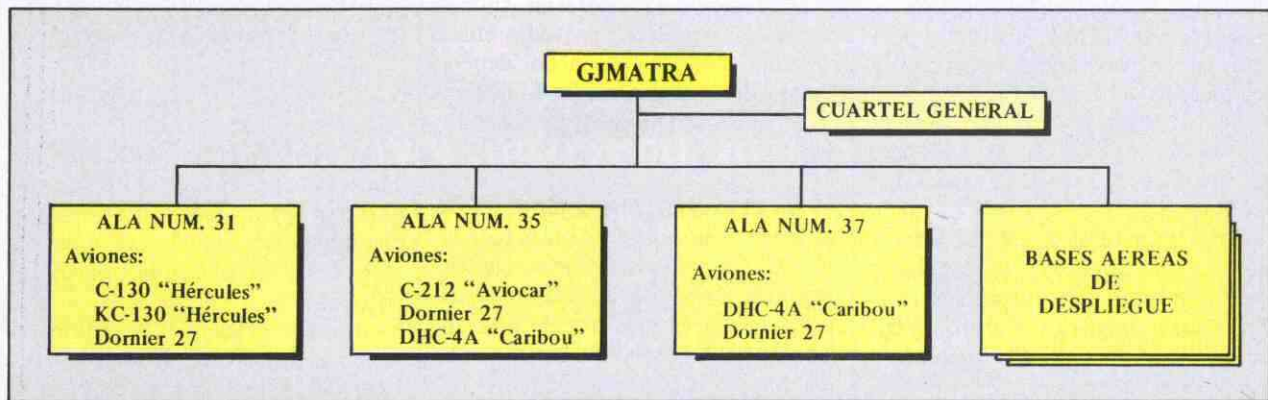 GJMATRA
CUARTEL GENERAL
ALA NUM. 31
Aviones:
C-130 “Hércules”
KC-130 “Hércules”
Dornier 27
ALA NUM. 35
Aviones:
C-212 “Aviocar”
Dornier 27
DHC-4A “Caribou”
ALA NUM. 37
Aviones:
DHC-4A “Caribou”
Dornier 27
BASES AEREAS
DE
DESPLIEGUE